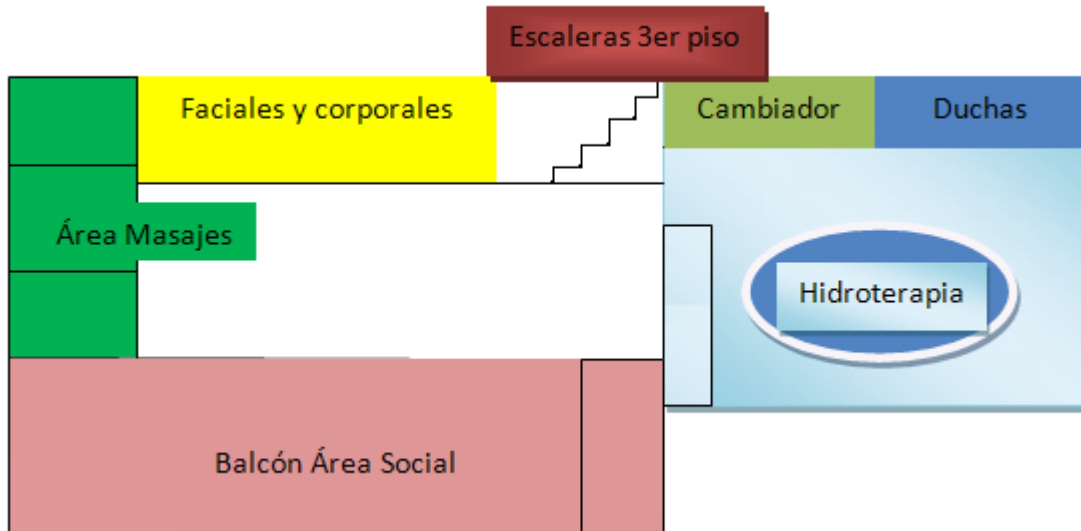 Escaleras 3er piso
Faciales y corporales
Cambiador
Duchas
Área Masajes
Hidroterapia
Balcón Área Social